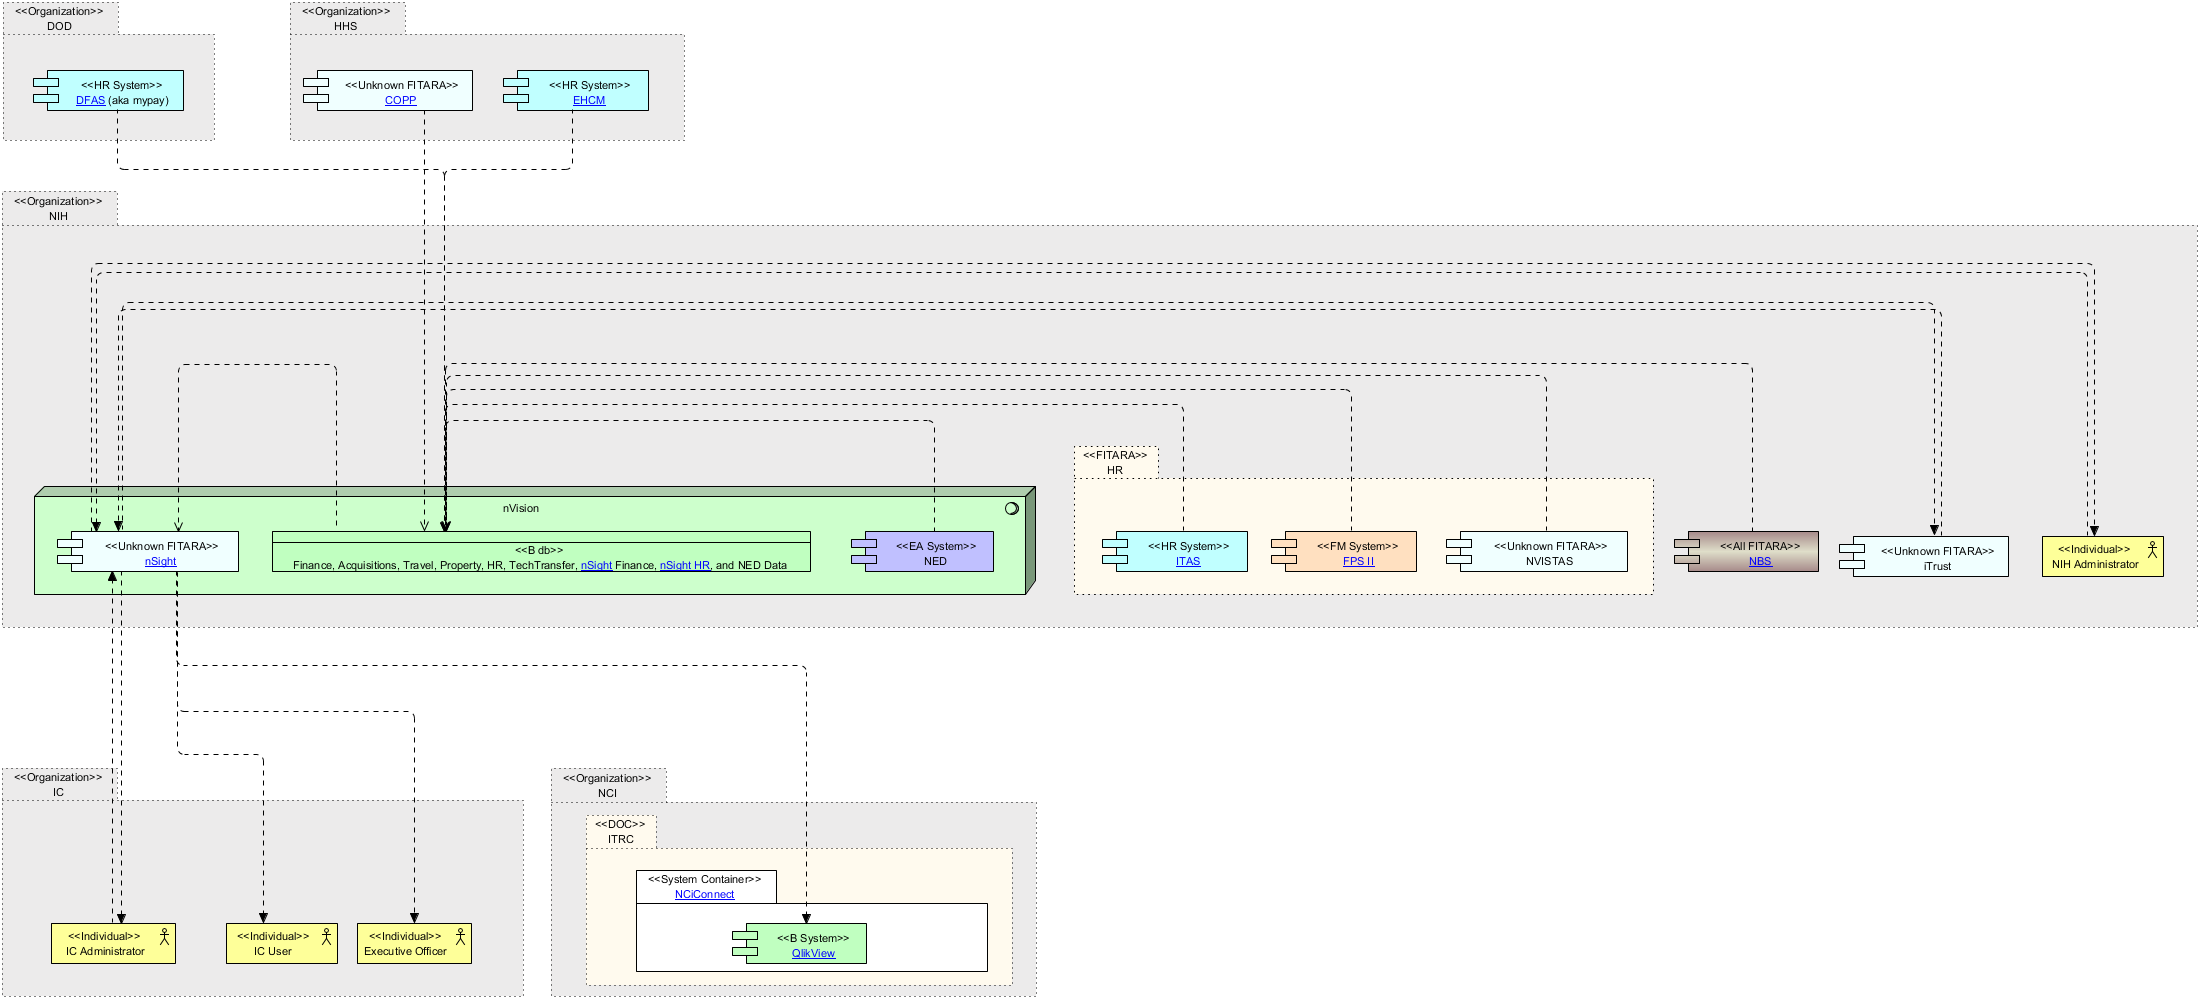 <<Organization>>
DOD
<<HR System>>
DFAS (aka mypay)
<<Organization>>
HHS
<<Unknown FITARA>>
COPP
<<HR System>>
EHCM
<<Organization>>
NIH
nVision
<<Unknown FITARA>>
nSight
<<B db>>
Finance, Acquisitions, Travel, Property, HR, TechTransfer, nSight Finance, nSight HR, and NED Data
<<EA System>>
NED
<<FITARA>>
HR
<<HR System>>
ITAS
<<FM System>>
FPS II
<<Unknown FITARA>>
NVISTAS
<<All FITARA>>
NBS
<<Unknown FITARA>>
iTrust
<<Individual>>
NIH Administrator
<<Organization>>
IC
<<Individual>>
IC Administrator
<<Individual>>
IC User
<<Individual>>
Executive Officer
<<Organization>>
NCI
<<DOC>>
ITRC
<<System Container>>
NCiConnect
<<B System>>
QlikView